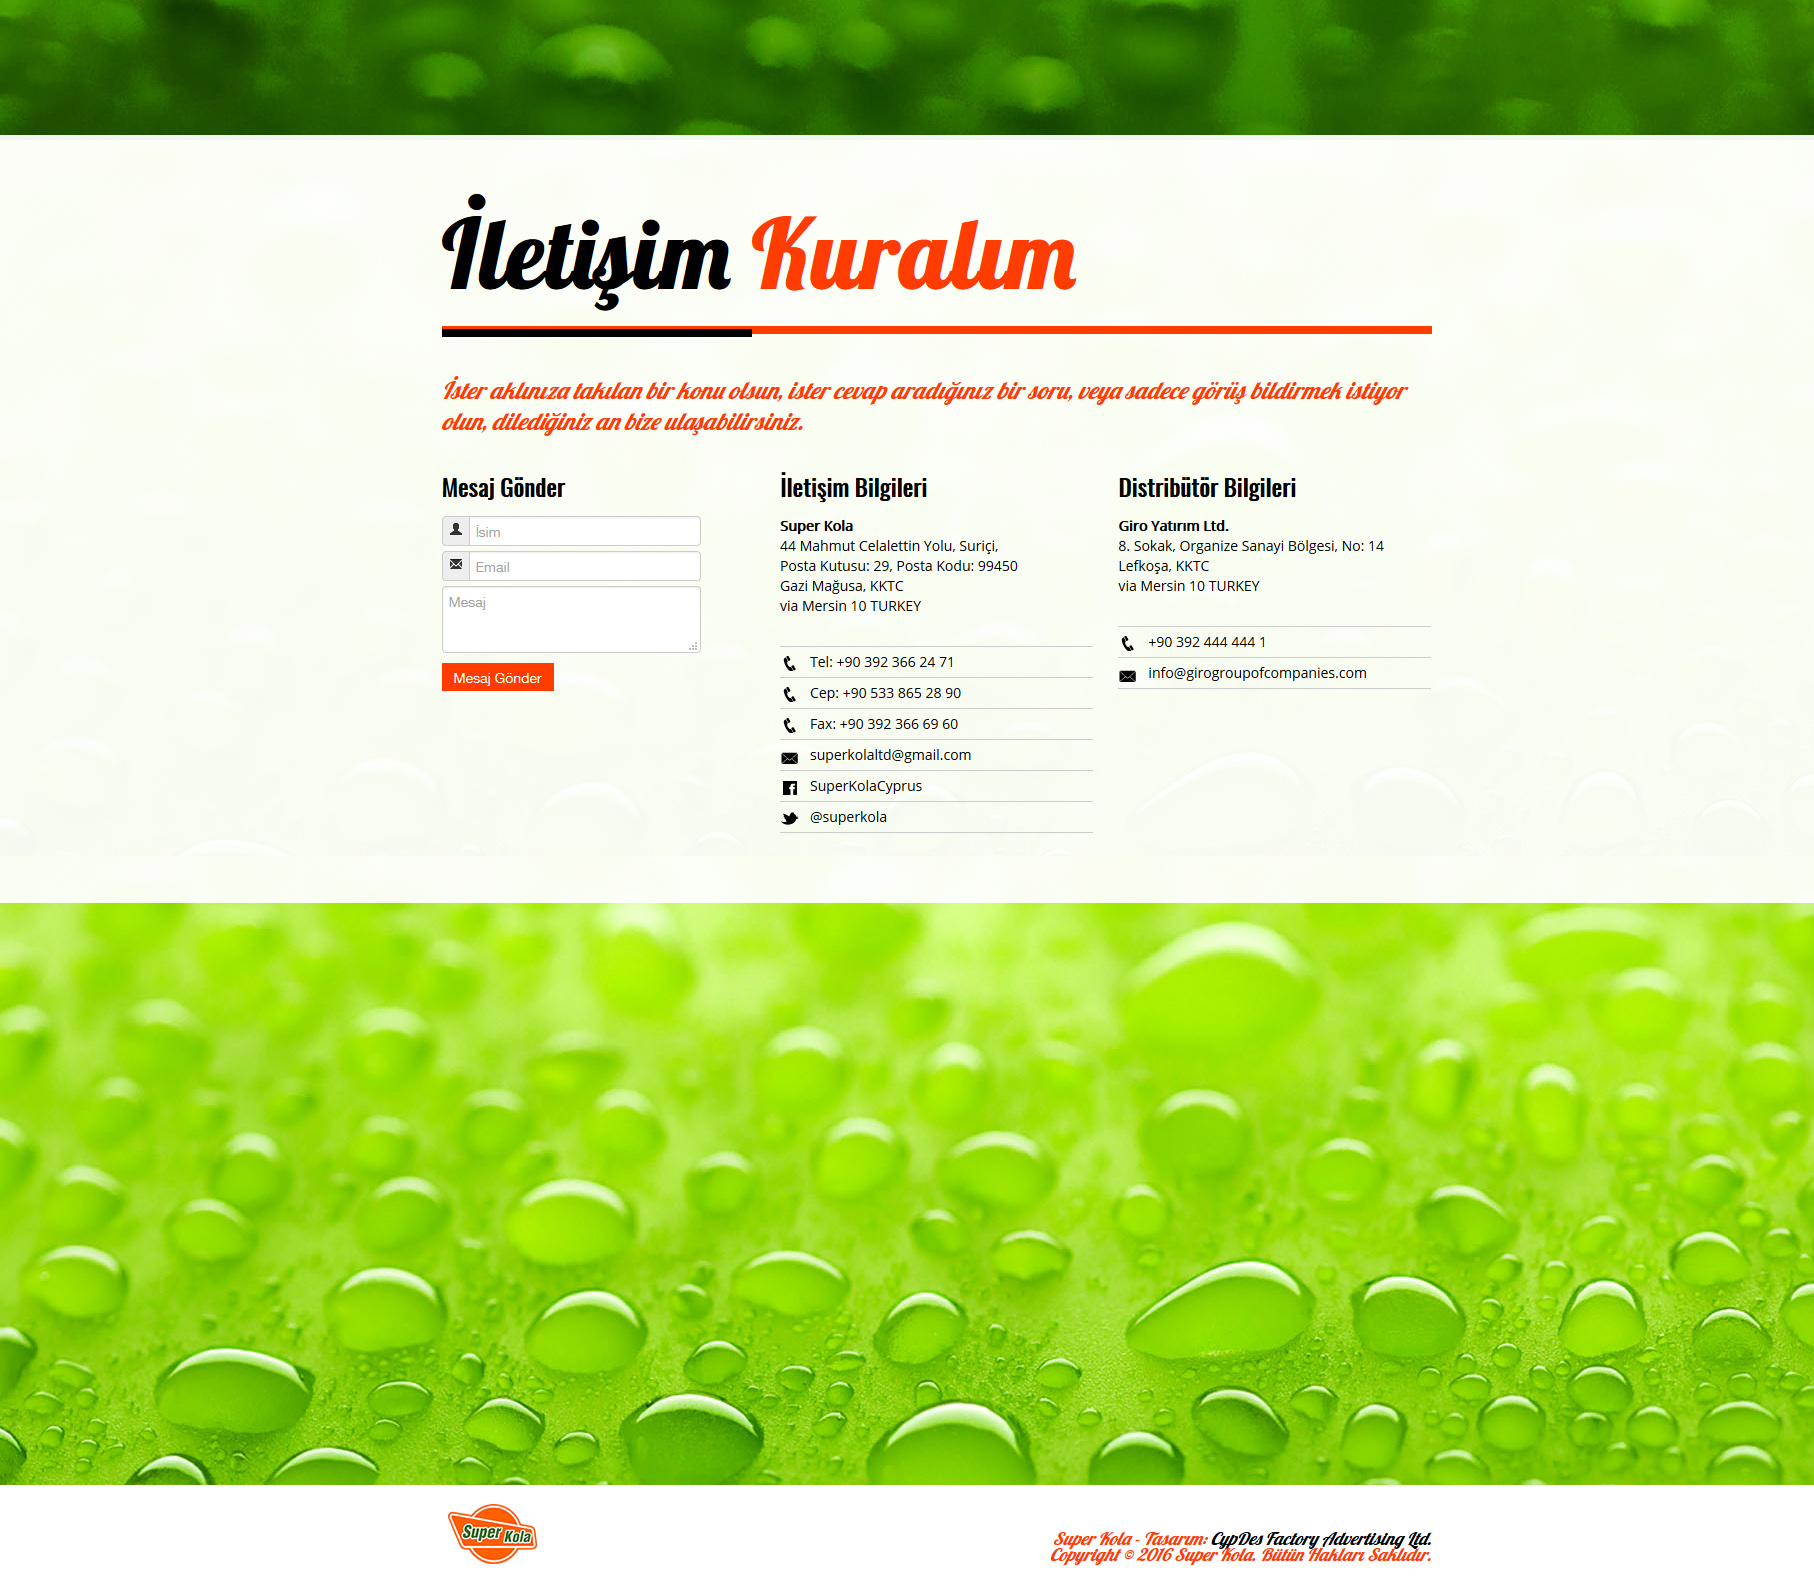 İletişim Kuralım
İster aklınıza takılan bir konu olsun, ister cevap aradığınız bir soru, veya sadece görüş bildirmek istiyor
olun, dilediğiniz an bize ulaşabilirsiniz.
Mesaj Gönder
İsim
Email
Mesaj
Mesaj Gönder
İletişim Bilgileri
Super Kola
44 Mahmut Celalettin Yolu, Suriçi,
Posta Kutusu: 29, Posta Kodu: 99450
Gazi Mağusa, KKTC
via Mersin 10 TURKEY
Tel: +90 392 366 24 71
Cep: +90 533 865 28 90
Fax: +90 392 366 69 60
superkolaltd@gmail.com
SuperKolaCyprus
@superkola
Distribütör Bilgileri
Giro Yatırım Ltd.
8. Sokak, Organize Sanayi Bölgesi, No: 14
Lefkoşa, KKTC
via Mersin 10 TURKEY
+90 392 444 444 1
info@girogroupofcompanies.com
Super Kola
Super Kola - Tasarım: CypDes Factory Advertising Ltd.
Copyright © 2016 Super Kola. Bütün Hakları Saklıdır.